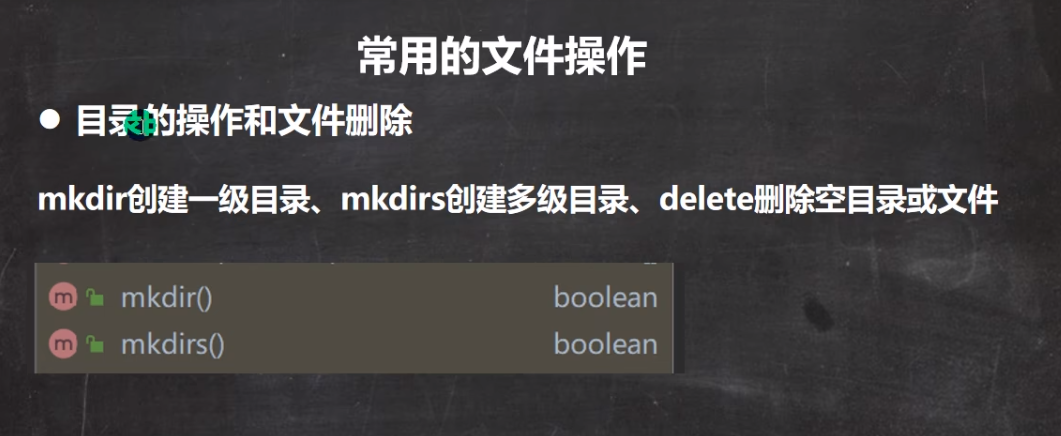 常用的文件操作
● 目录的操作和文件删除
mkdir创建一级目录、mkdirs创建多级目录、delete删除空目录或文件
m mkdir() boolean
m mkdirs() boolean